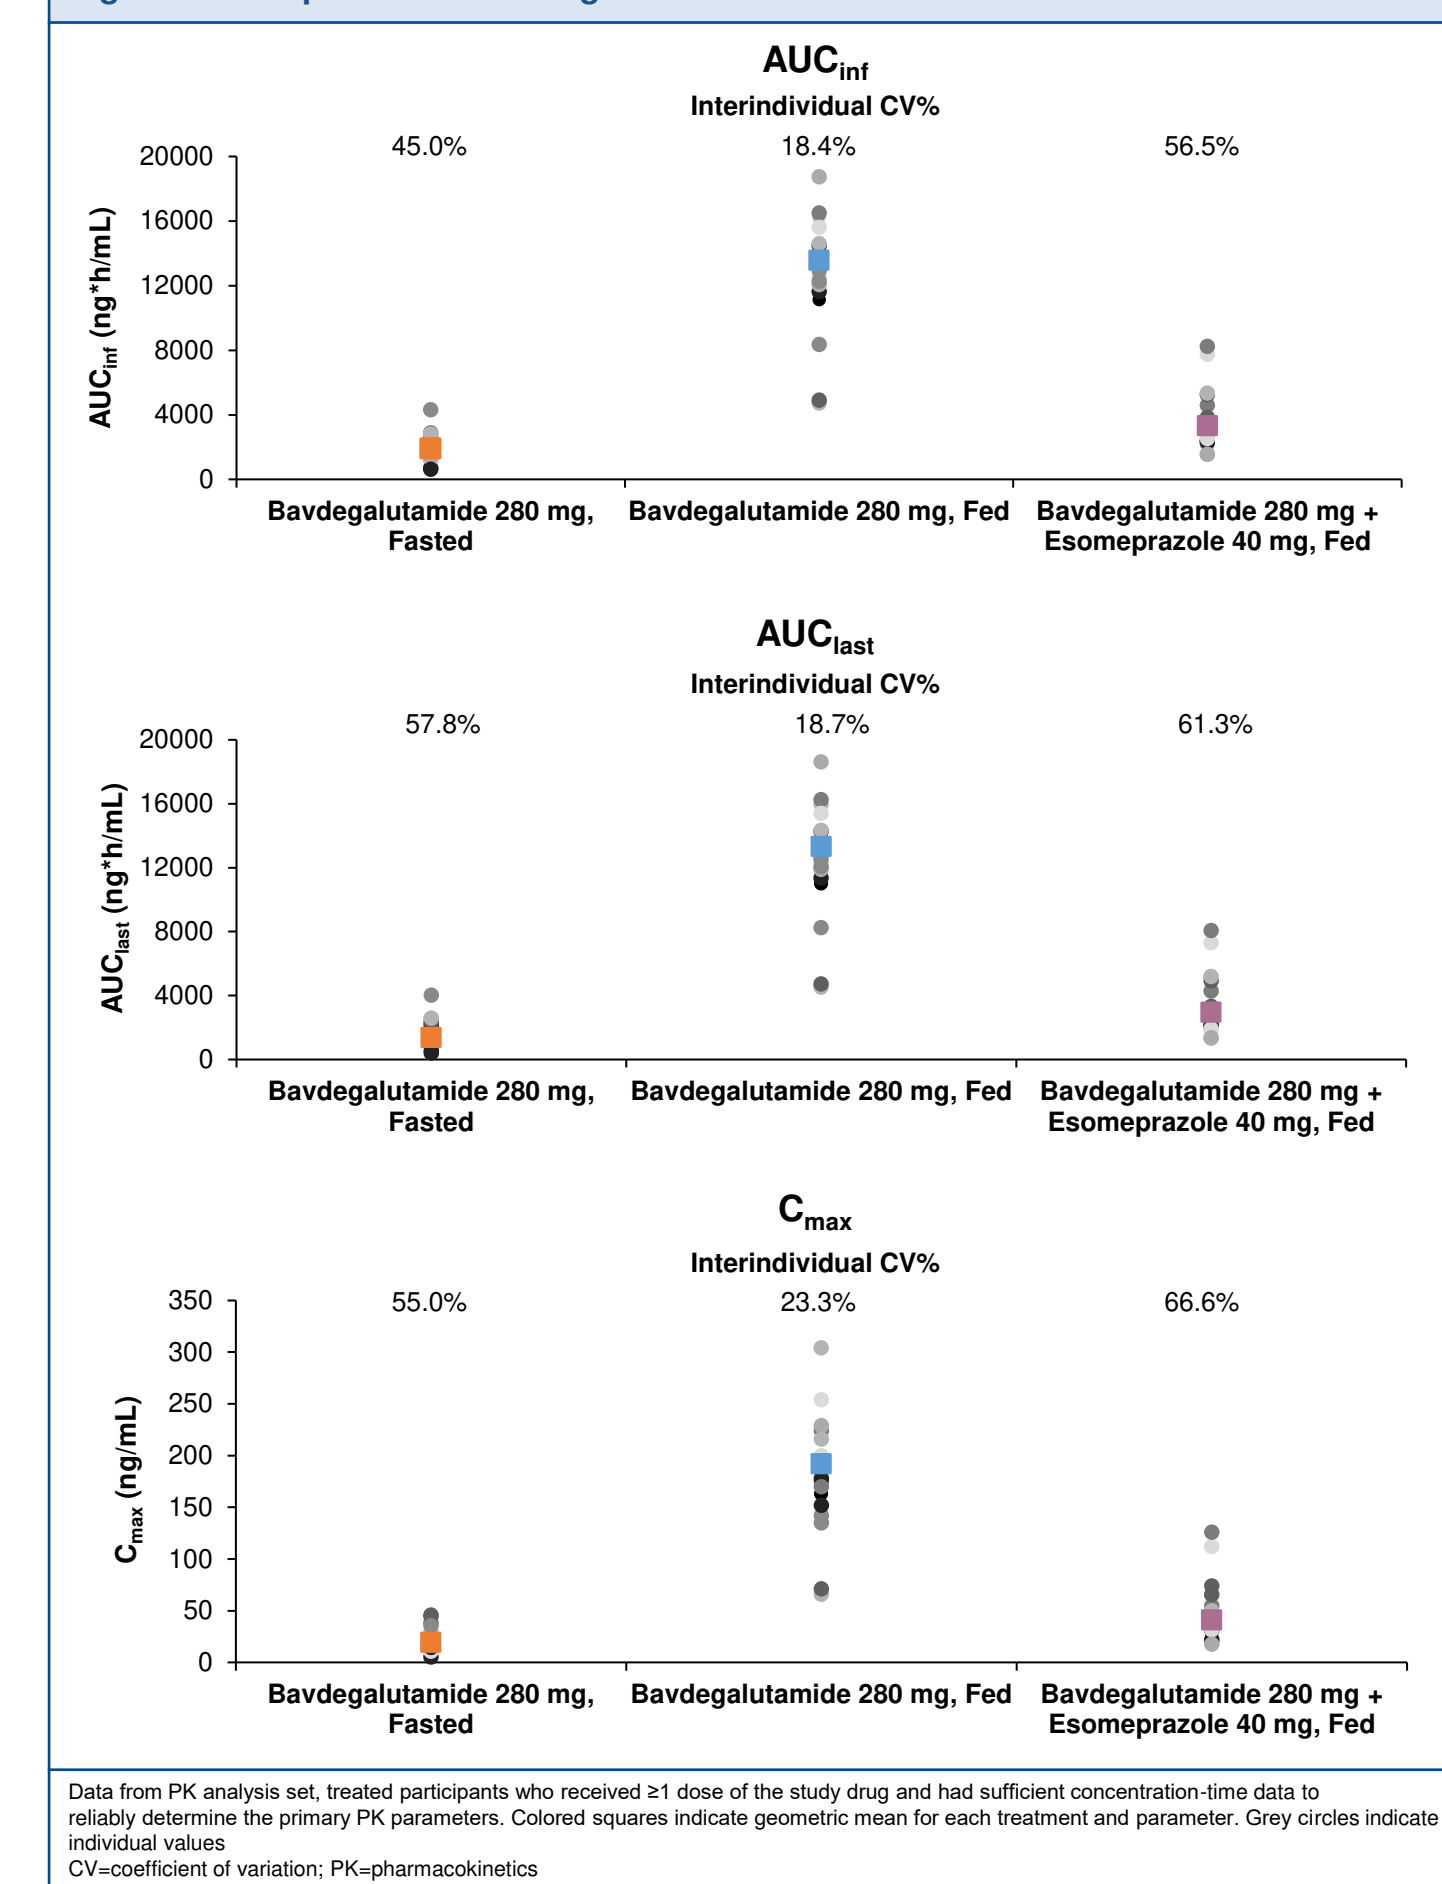 AUCinf
Interindividual CV%
45.0% 18.4% 56.5%
AUCinf (ng*h/mL)
20000
16000
12000
8000
4000
0
Bavdegalutamide 280 mg, Fasted
Bavdegalutamide 280 mg, Fed
Bavdegalutamide 280 mg + Esomeprazole 40 mg, Fed
AUClast
Interindividual CV%
57.8% 18.7% 61.3%
AUClast (ng*h/mL)
20000
16000
12000
8000
4000
0
Bavdegalutamide 280 mg, Fasted
Bavdegalutamide 280 mg, Fed
Bavdegalutamide 280 mg + Esomeprazole 40 mg, Fed
Cmax
Interindividual CV%
55.0% 23.3% 66.6%
Cmax (ng/mL)
350
300
250
200
150
100
50
0
Bavdegalutamide 280 mg, Fasted
Bavdegalutamide 280 mg, Fed
Bavdegalutamide 280 mg + Esomeprazole 40 mg, Fed
Data from PK analysis set, treated participants who received ≥1 dose of the study drug and had sufficient concentration-time data to
reliably determine the primary PK parameters. Colored squares indicate geometric mean for each treatment and parameter. Grey circles indicate
individual values
CV=coefficient of variation; PK=pharmacokinetics